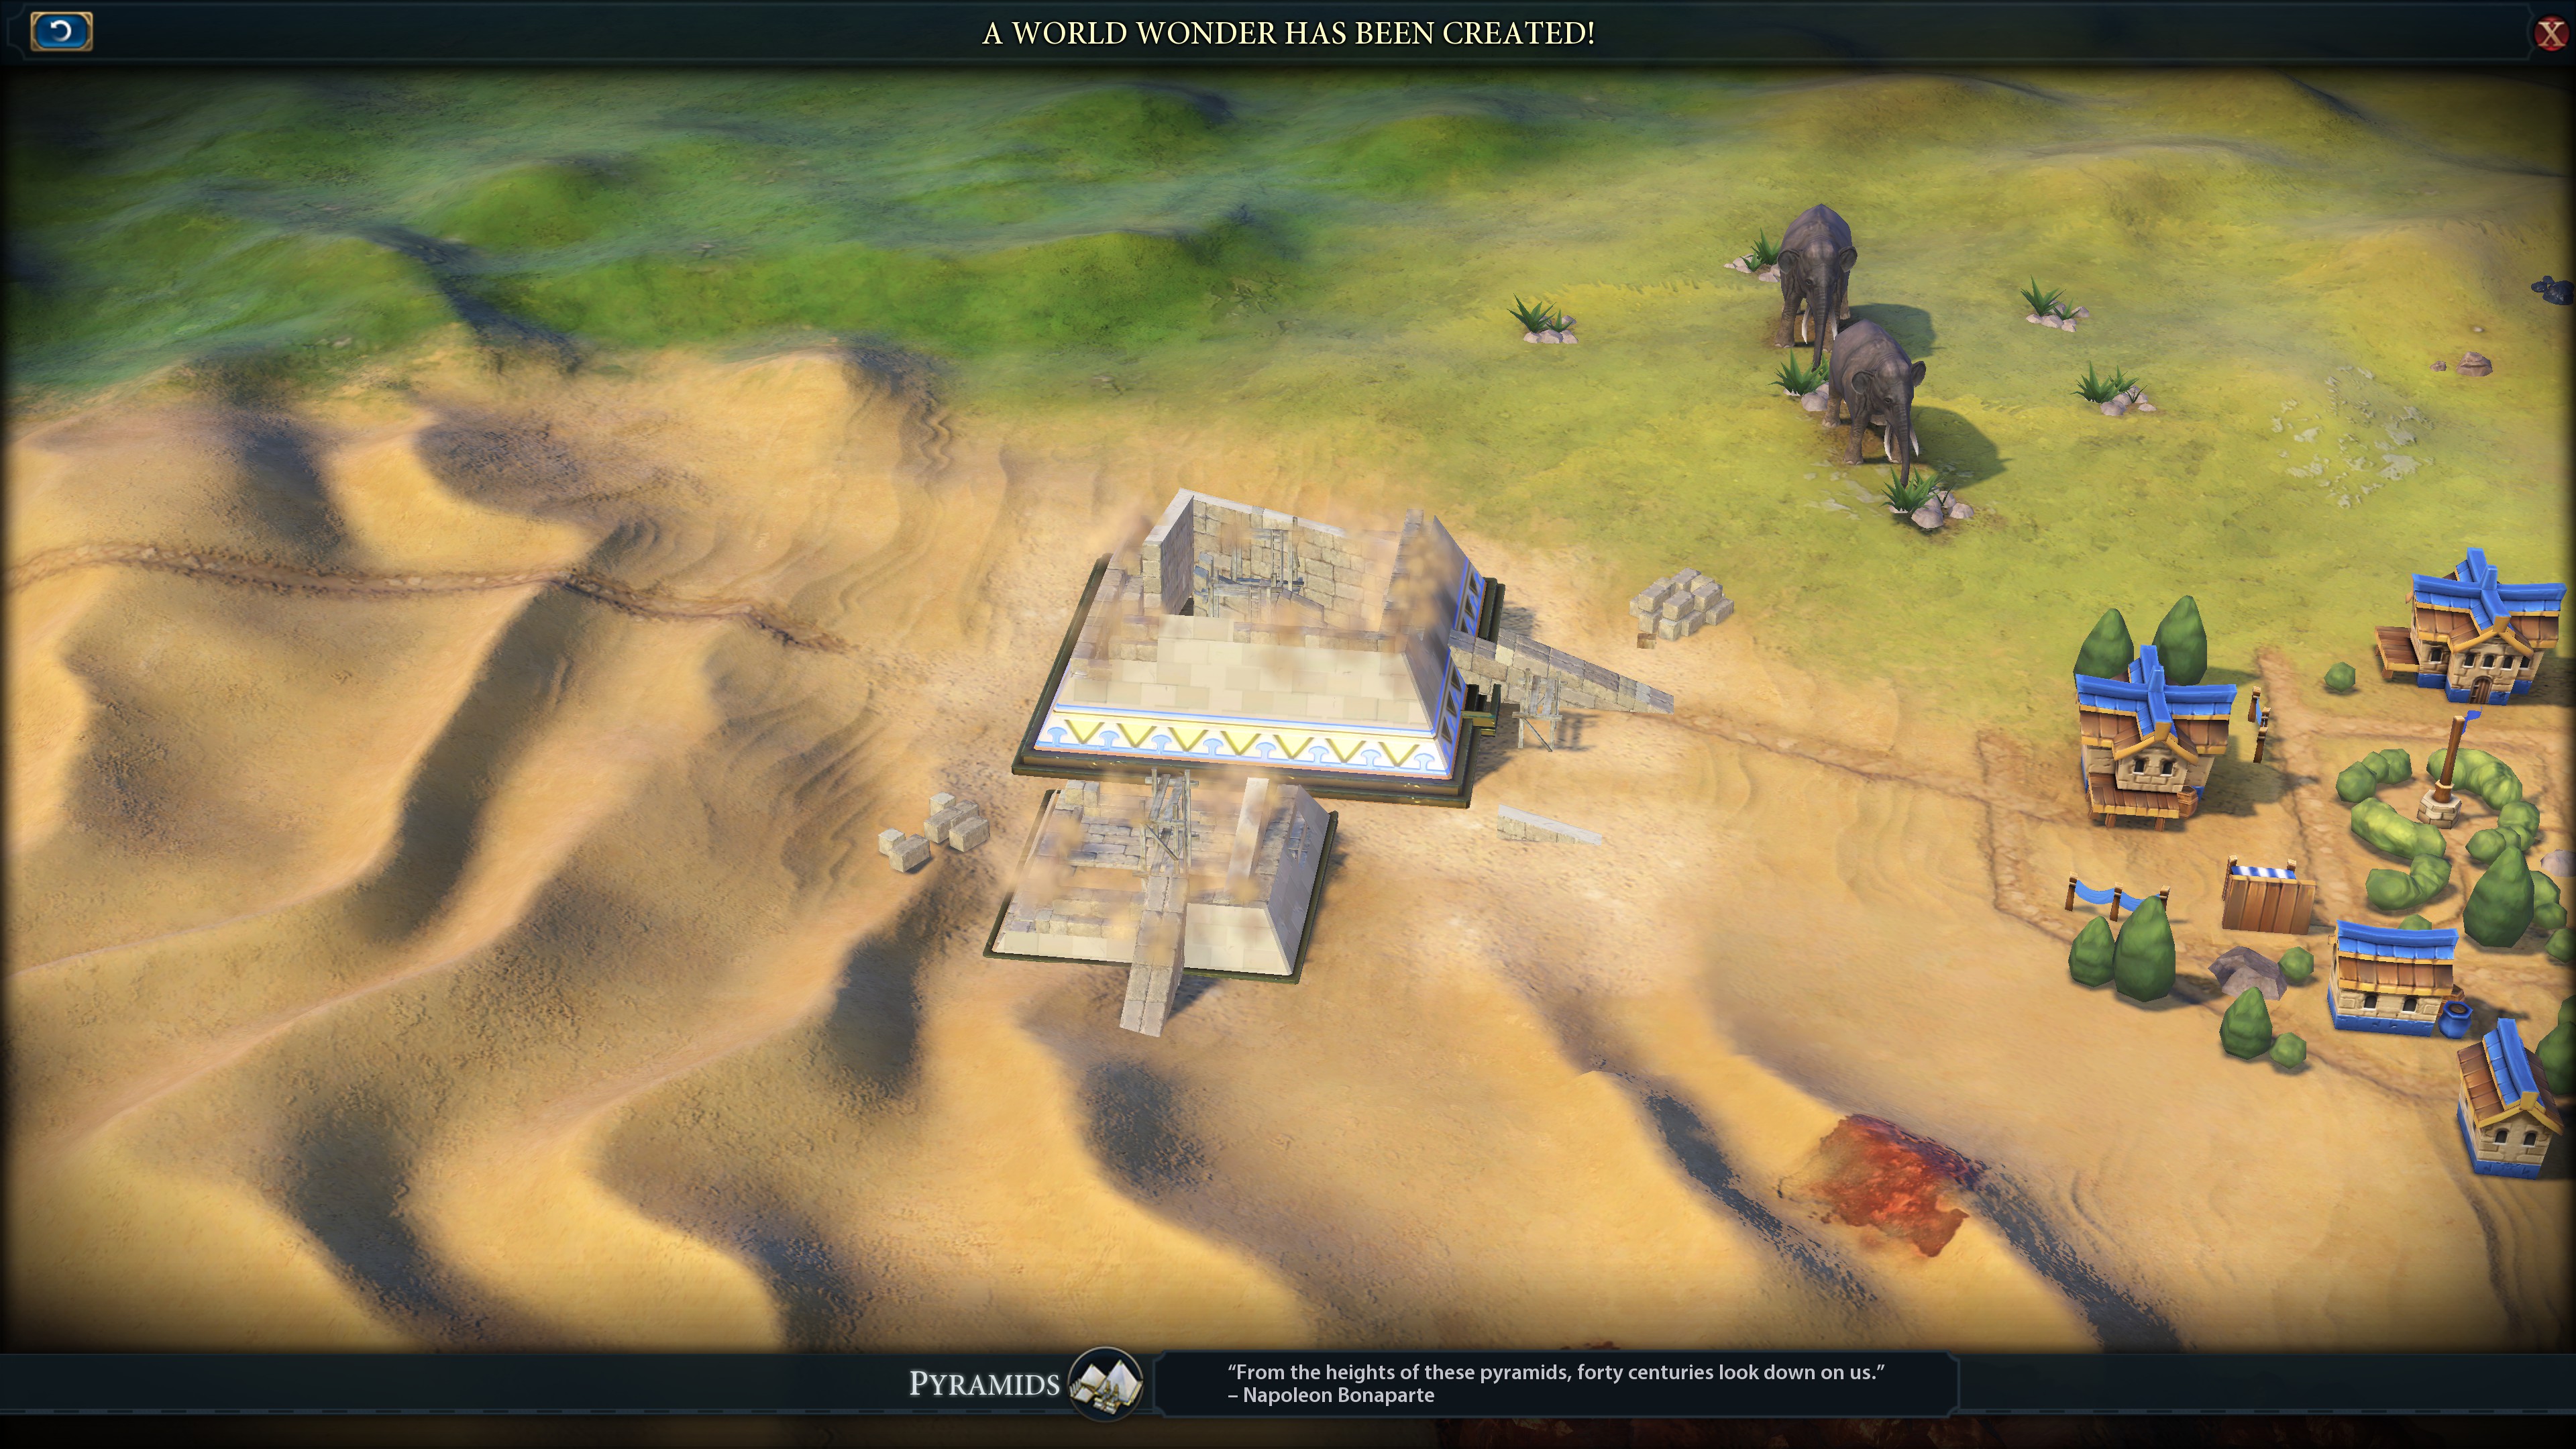 A WORLD WONDER HAS BEEN CREATED!
X
PYRAMIDS
“From the heights of these pyramids, forty centuries look down on us.”
– Napoleon Bonaparte